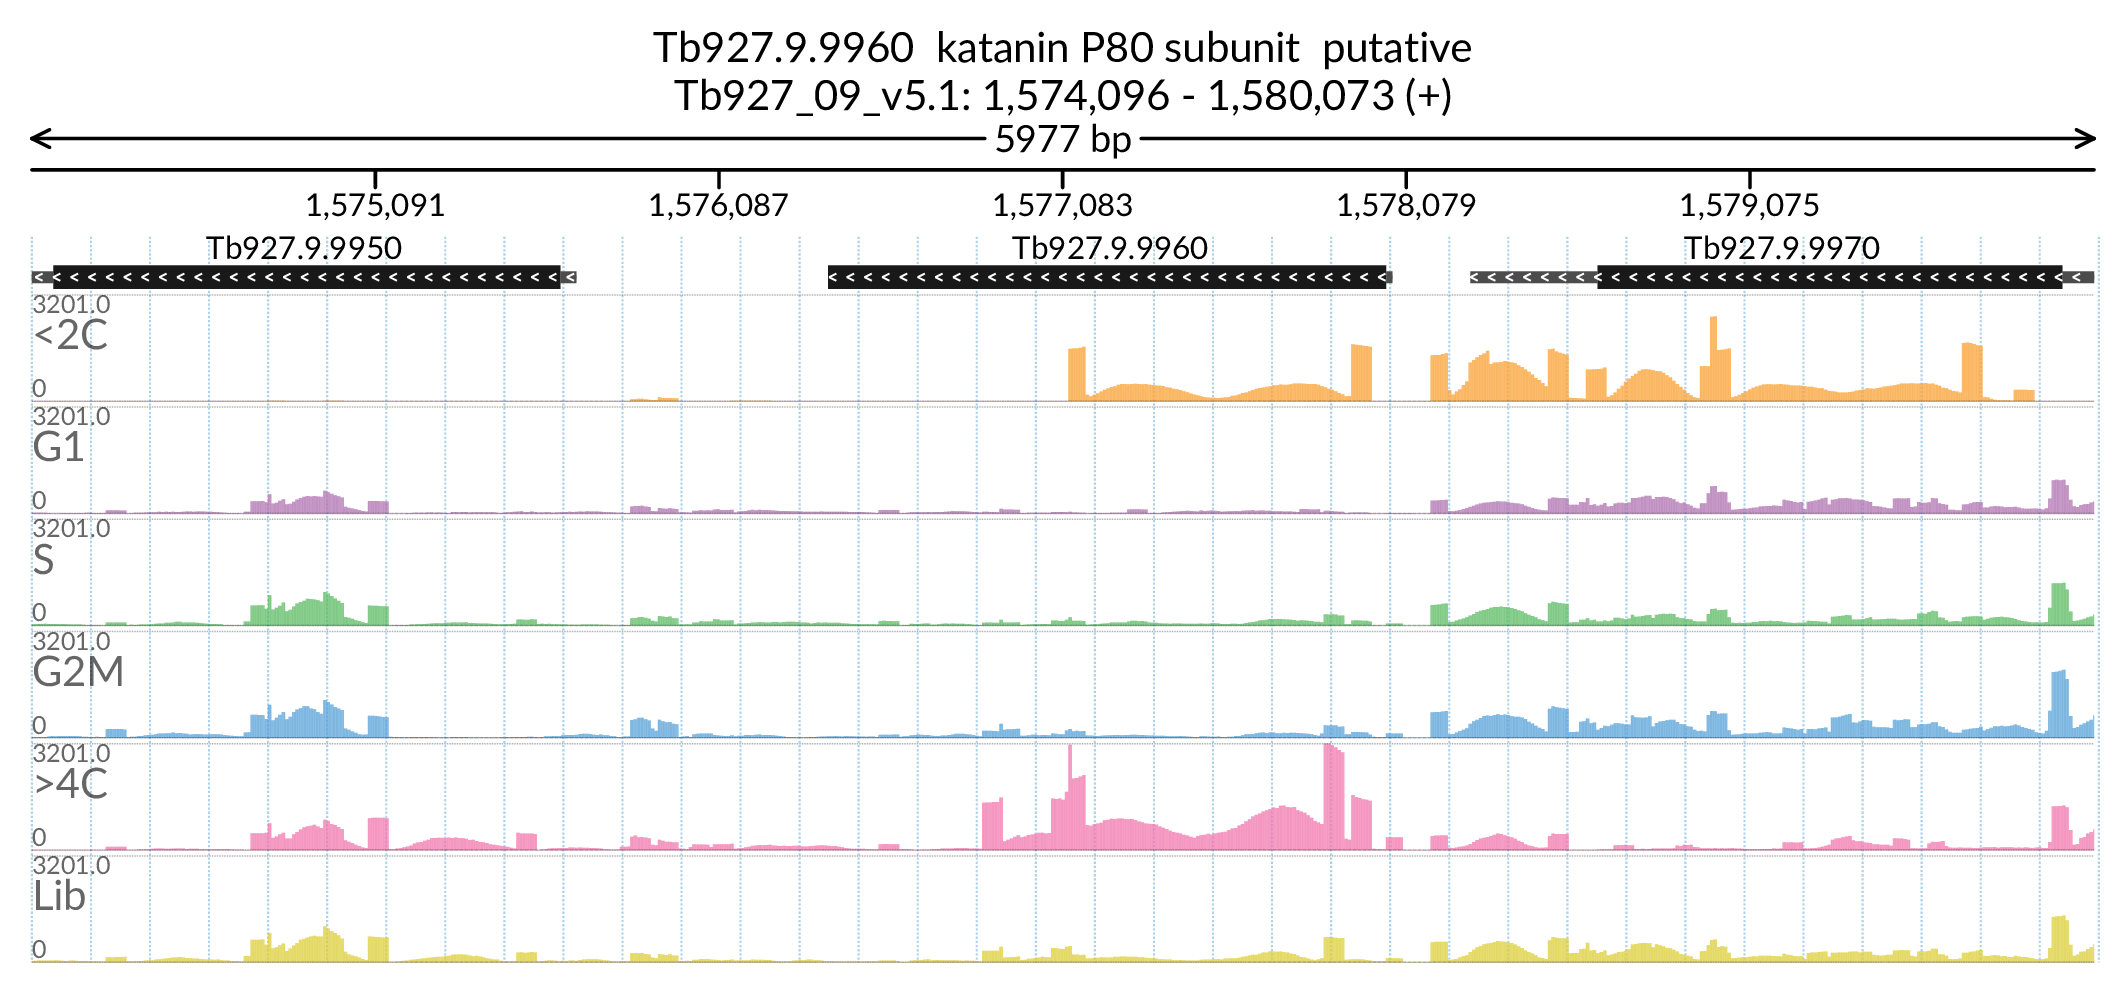 Tb927.9.9960  katanin P80 subunit  putative
Tb927_09_v5.1: 1,574,096 - 1,580,073 (+)
5977 bp
1,575,091 1,576,087 1,577,083 1,578,079 1,579,075
Tb927.9.9950 Tb927.9.9960 Tb927.9.9970
3201.0
<2C
0
3201.0
G1
0
3201.0
S
0
3201.0
G2M
0
3201.0
>4C
0
3201.0
Lib
0